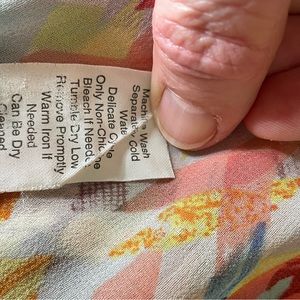 Machine Wash
Separately Cold
Water
Delicate Cycle
Only Non-Chlorine
Bleach If Needed
Tumble Dry Low
Remove Promptly
Warm Iron If
Needed
Can Be Dry
Cleaned